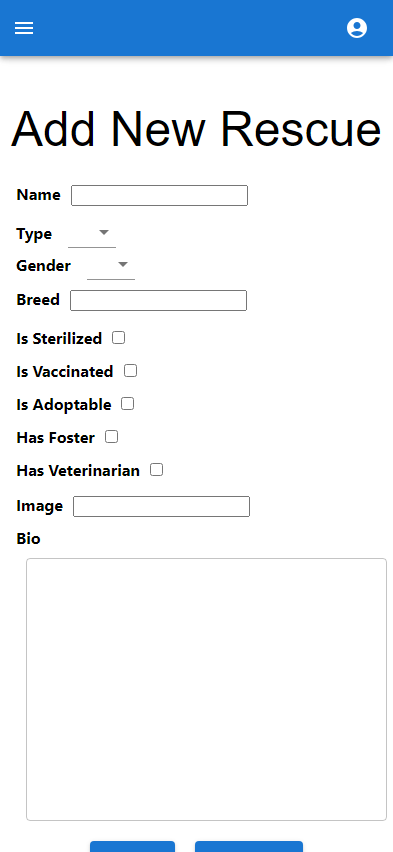 Add New Rescue
Name
Type
Gender
Breed
Is Sterilized
Is Vaccinated
Is Adoptable
Has Foster
Has Veterinarian
Image
Bio